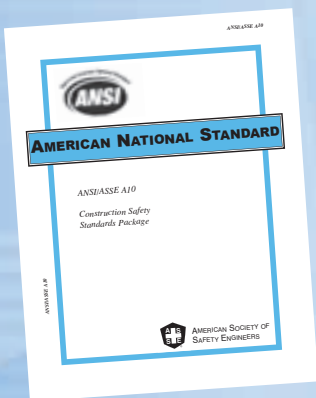 ANSI/ASSE A10
ANSI
AMERICAN NATIONAL STANDARD
ANSI/ASSE A10
Construction Safety
Standards Package
ANSI/ASSE A10
A S
S E
AMERICAN SOCIETY OF
SAFETY ENGINEERS